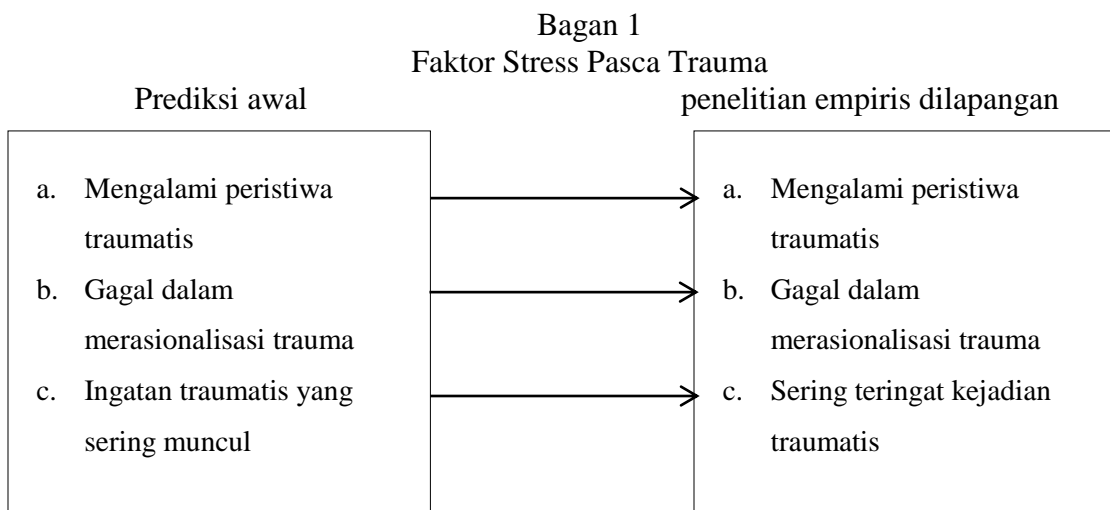 Bagan 1
Faktor Stress Pasca Trauma
Prediksi awal
penelitian empiris dilapangan
a. Mengalami peristiwa
traumatis
b. Gagal dalam
merasionalisasi trauma
c. Ingatan traumatis yang
sering muncul
a. Mengalami peristiwa
traumatis
b. Gagal dalam
merasionalisasi trauma
c. Sering teringat kejadian
traumatis